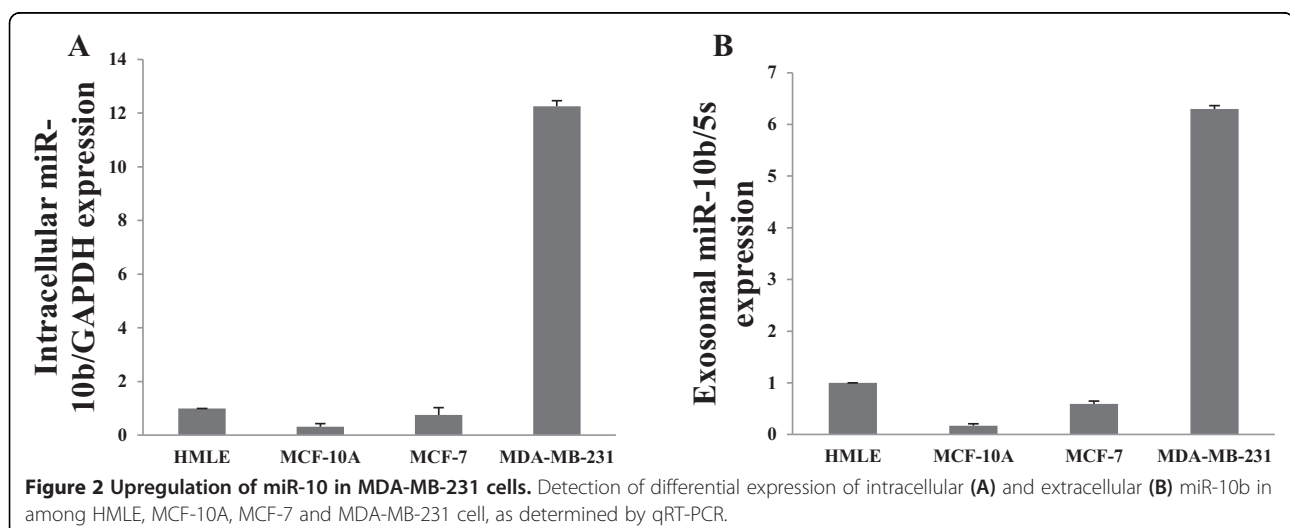 A
Intracellular miR-
10b/GAPDH expression
14
12
10
8
6
4
2
0
HMLE MCF-10A MCF-7 MDA-MB-231
B
Exosomal miR-10b/5s
expression
7
6
5
4
3
2
1
0
HMLE MCF-10A MCF-7 MDA-MB-231
Figure 2 Upregulation of miR-10 in MDA-MB-231 cells. Detection of differential expression of intracellular (A) and extracellular (B) miR-10b in
among HMLE, MCF-10A, MCF-7 and MDA-MB-231 cell, as determined by qRT-PCR.